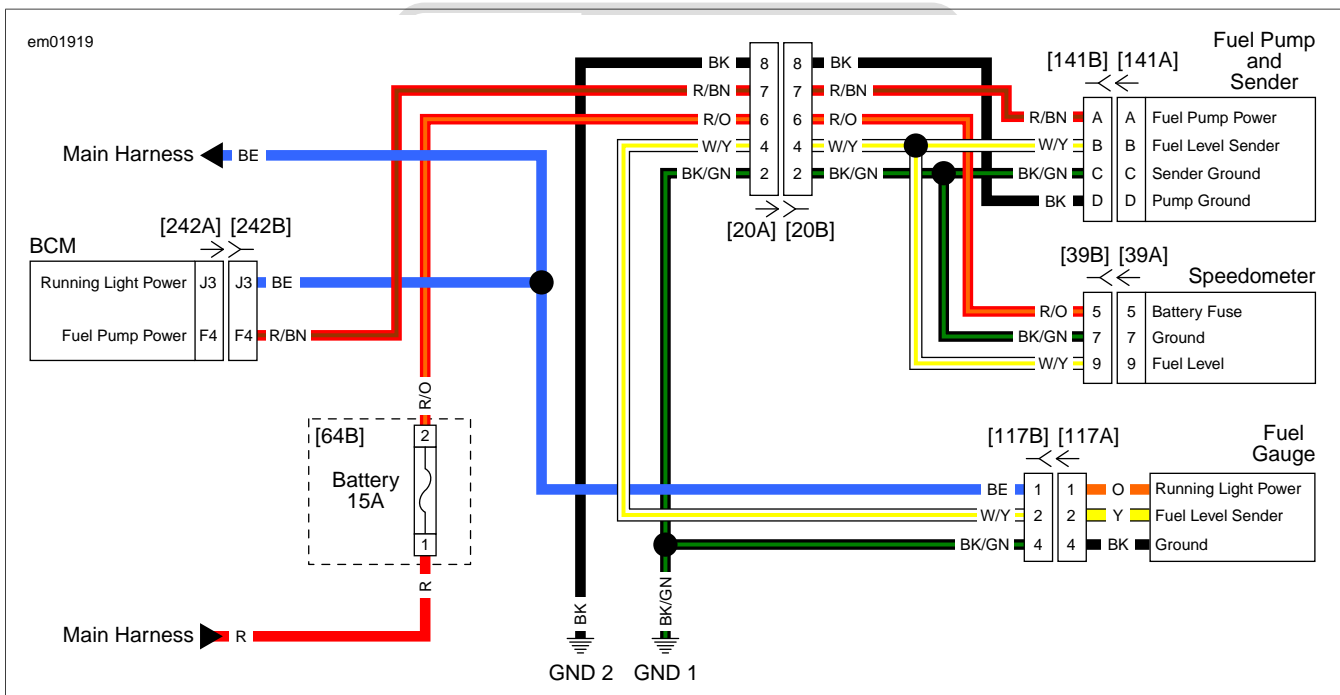 em01919
Fuel Pump
and
Sender
[141B] [141A]
BK 8 8 BK
R/BN 7 7 R/BN
R/O 6 6 R/O
W/Y 4 4 W/Y
BK/GN 2 2 BK/GN
[20A] [20B]
R/BN A A Fuel Pump Power
W/Y B B Fuel Level Sender
BK/GN C C Sender Ground
BK D D Pump Ground
Main Harness BE
[242A] [242B]
BCM
Running Light Power J3 J3 BE
Fuel Pump Power F4 F4 R/BN
[39B] [39A]
Speedometer
R/O 5 5 Battery Fuse
BK/GN 7 7 Ground
W/Y 9 9 Fuel Level
R/O
[64B]
2
Battery
15A
1
R
[117B] [117A]
Fuel
Gauge
BE 1 1 O Running Light Power
W/Y 2 2 Y Fuel Level Sender
BK/GN 4 4 BK Ground
BK
BK/GN
Main Harness R
GND 2 GND 1